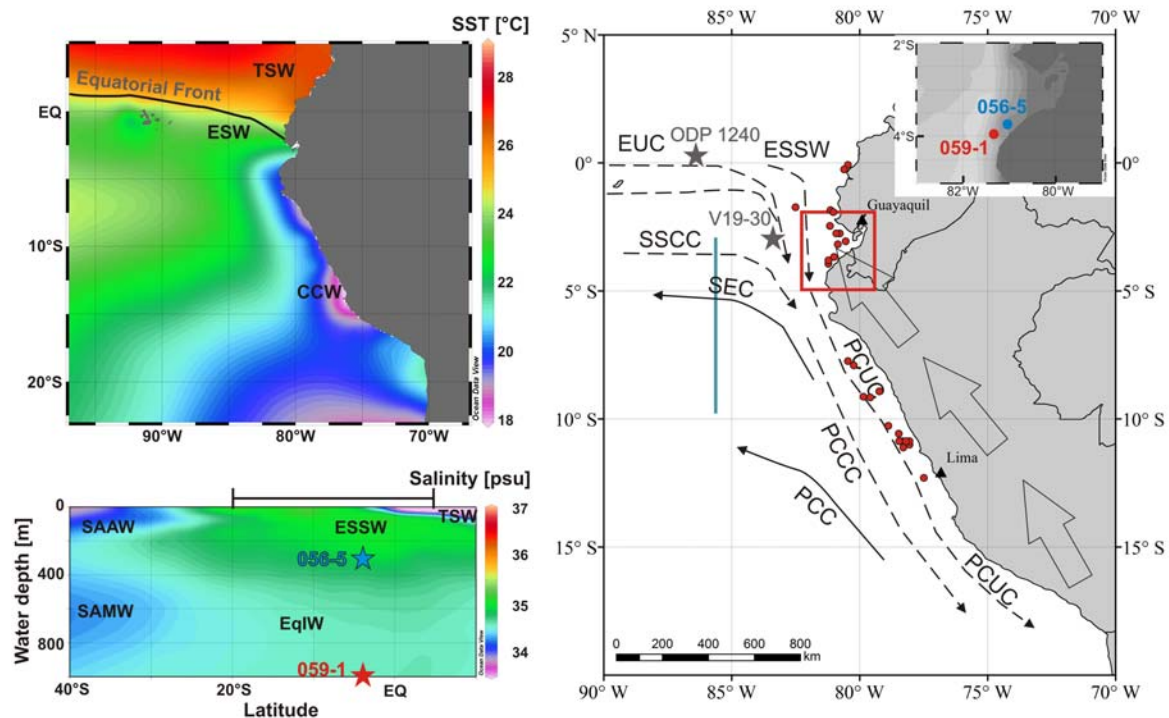 SST [°C]
TSW
Equatorial Front
ESW
CCW
EQ
10°S
20°S
90°W
80°W
70°W
28
26
24
22
20
18
Ocean Data View
Salinity [psu]
SAAW
ESSW
TSW
056-5
SAMW
EqIW
059-1
0
400
800
Water depth [m]
40°S
20°S
EQ
Latitude
37
36
35
34
Ocean Data View
85° W
80° W
75° W
70° W
5° N
0°
5° S
10° S
15° S
2°S
056-5
4°S
059-1
82°W
80°W
ODP 1240
EUC
ESSW
0°
Guayaquil
V19-30
SSCC
SEC
5° S
PCUC
10° S
PCCC
Lima
PCC
15° S
PCUC
0
200
400
600
800
km
90° W
85° W
80° W
75° W
70° W